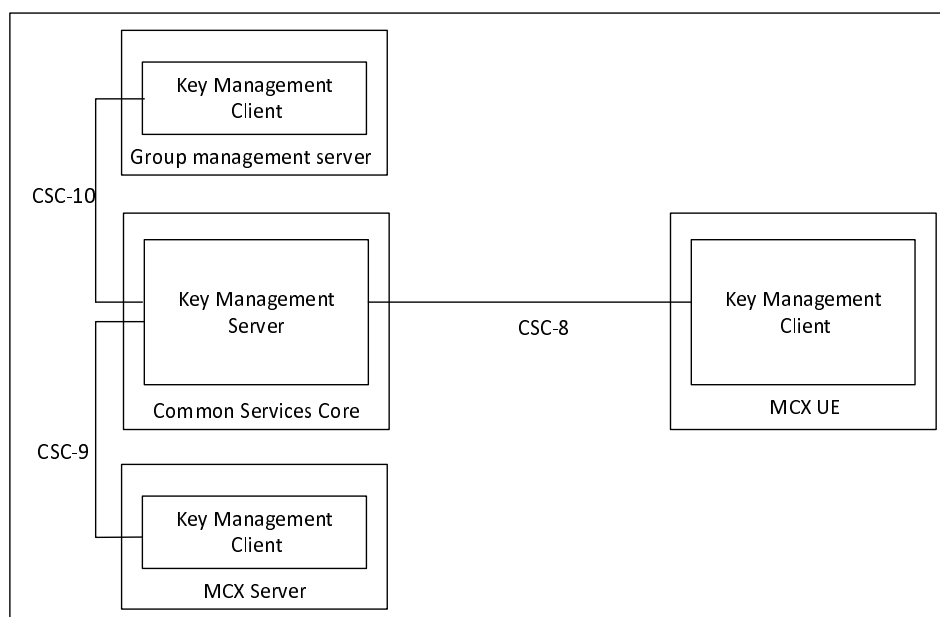 Key Management
Client
Group management server
CSC-10
Key Management
Server
Common Services Core
CSC-8
Key Management
Client
MCX UE
CSC-9
Key Management
Client
MCX Server